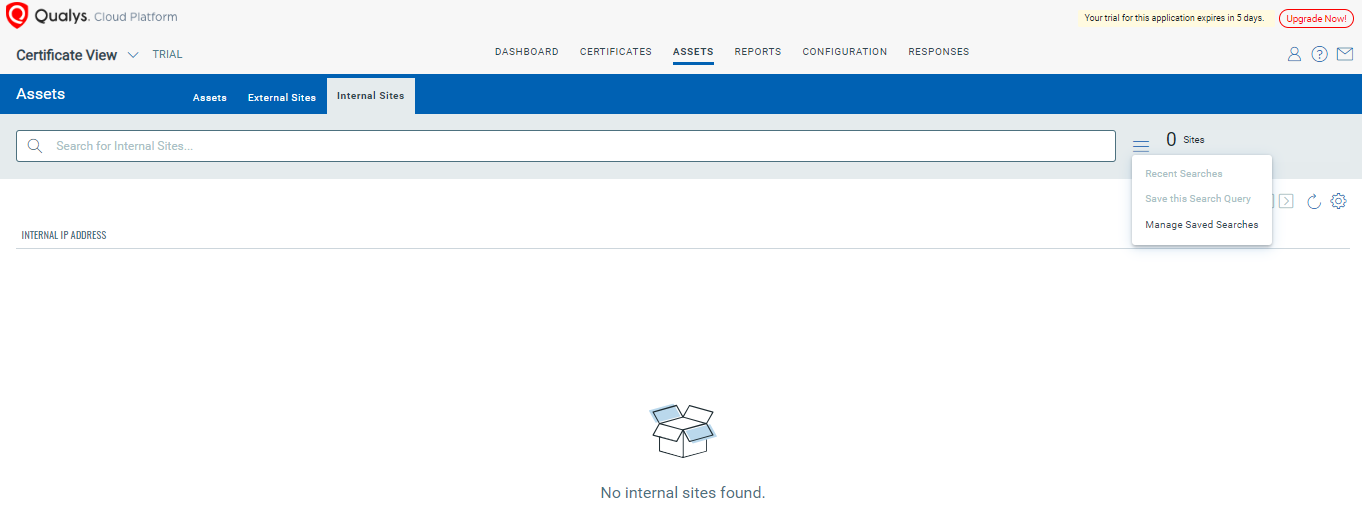 Qualys. Cloud Platform
Your trial for this application expires in 5 days. Upgrade Now!
Certificate View TRIAL DASHBOARD CERTIFICATES ASSETS REPORTS CONFIGURATION RESPONSES
Assets Assets External Sites Internal Sites
Search for Internal Sites... 0 Sites
Recent Searches
Save this Search Query
Manage Saved Searches
INTERNAL IP ADDRESS
No internal sites found.